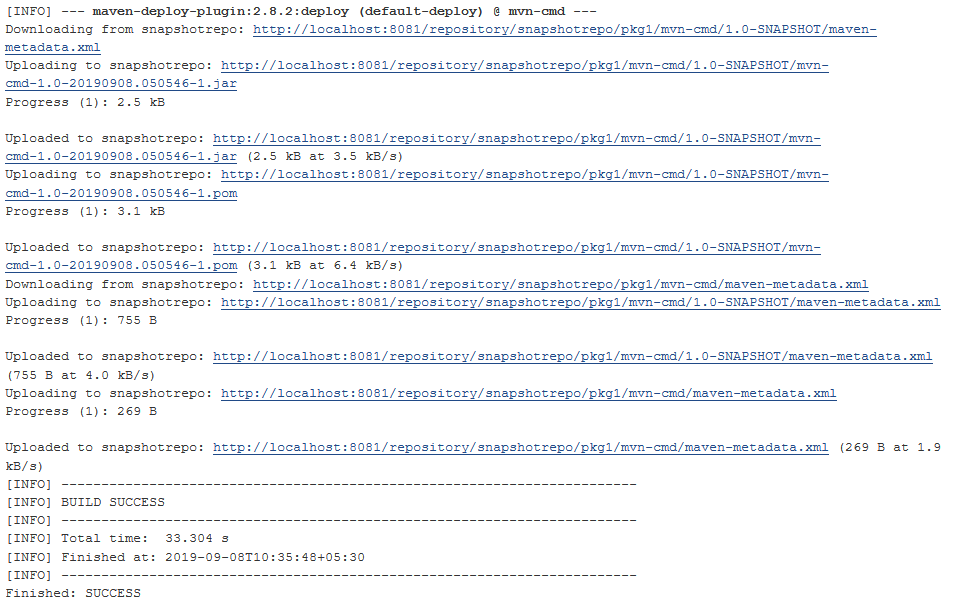 [INFO] --- maven-deploy-plugin:2.8.2:deploy (default-deploy) @ mvn-cmd ---
Downloading from snapshotrepo: http://localhost:8081/repository/snapshotrepo/pkg1/mvn-cmd/1.0-SNAPSHOT/maven-
metadata.xml
Uploading to snapshotrepo: http://localhost:8081/repository/snapshotrepo/pkg1/mvn-cmd/1.0-SNAPSHOT/mvn-
cmd-1.0-20190908.050546-1.jar
Progress (1): 2.5 kB
Uploaded to snapshotrepo: http://localhost:8081/repository/snapshotrepo/pkg1/mvn-cmd/1.0-SNAPSHOT/mvn-
cmd-1.0-20190908.050546-1.jar (2.5 kB at 3.5 kB/s)
Uploading to snapshotrepo: http://localhost:8081/repository/snapshotrepo/pkg1/mvn-cmd/1.0-SNAPSHOT/mvn-
cmd-1.0-20190908.050546-1.pom
Progress (1): 3.1 kB
Uploaded to snapshotrepo: http://localhost:8081/repository/snapshotrepo/pkg1/mvn-cmd/1.0-SNAPSHOT/mvn-
cmd-1.0-20190908.050546-1.pom (3.1 kB at 6.4 kB/s)
Downloading from snapshotrepo: http://localhost:8081/repository/snapshotrepo/pkg1/mvn-cmd/maven-metadata.xml
Uploading to snapshotrepo: http://localhost:8081/repository/snapshotrepo/pkg1/mvn-cmd/1.0-SNAPSHOT/maven-metadata.xml
Progress (1): 755 B
Uploaded to snapshotrepo: http://localhost:8081/repository/snapshotrepo/pkg1/mvn-cmd/1.0-SNAPSHOT/maven-metadata.xml
(755 B at 4.0 kB/s)
Uploading to snapshotrepo: http://localhost:8081/repository/snapshotrepo/pkg1/mvn-cmd/maven-metadata.xml
Progress (1): 269 B
Uploaded to snapshotrepo: http://localhost:8081/repository/snapshotrepo/pkg1/mvn-cmd/maven-metadata.xml (269 B at 1.9
kB/s)
[INFO] ------------------------------------------------------------------------
[INFO] BUILD SUCCESS
[INFO] ------------------------------------------------------------------------
[INFO] Total time:  33.304 s
[INFO] Finished at: 2019-09-08T10:35:48+05:30
[INFO] ------------------------------------------------------------------------
Finished: SUCCESS